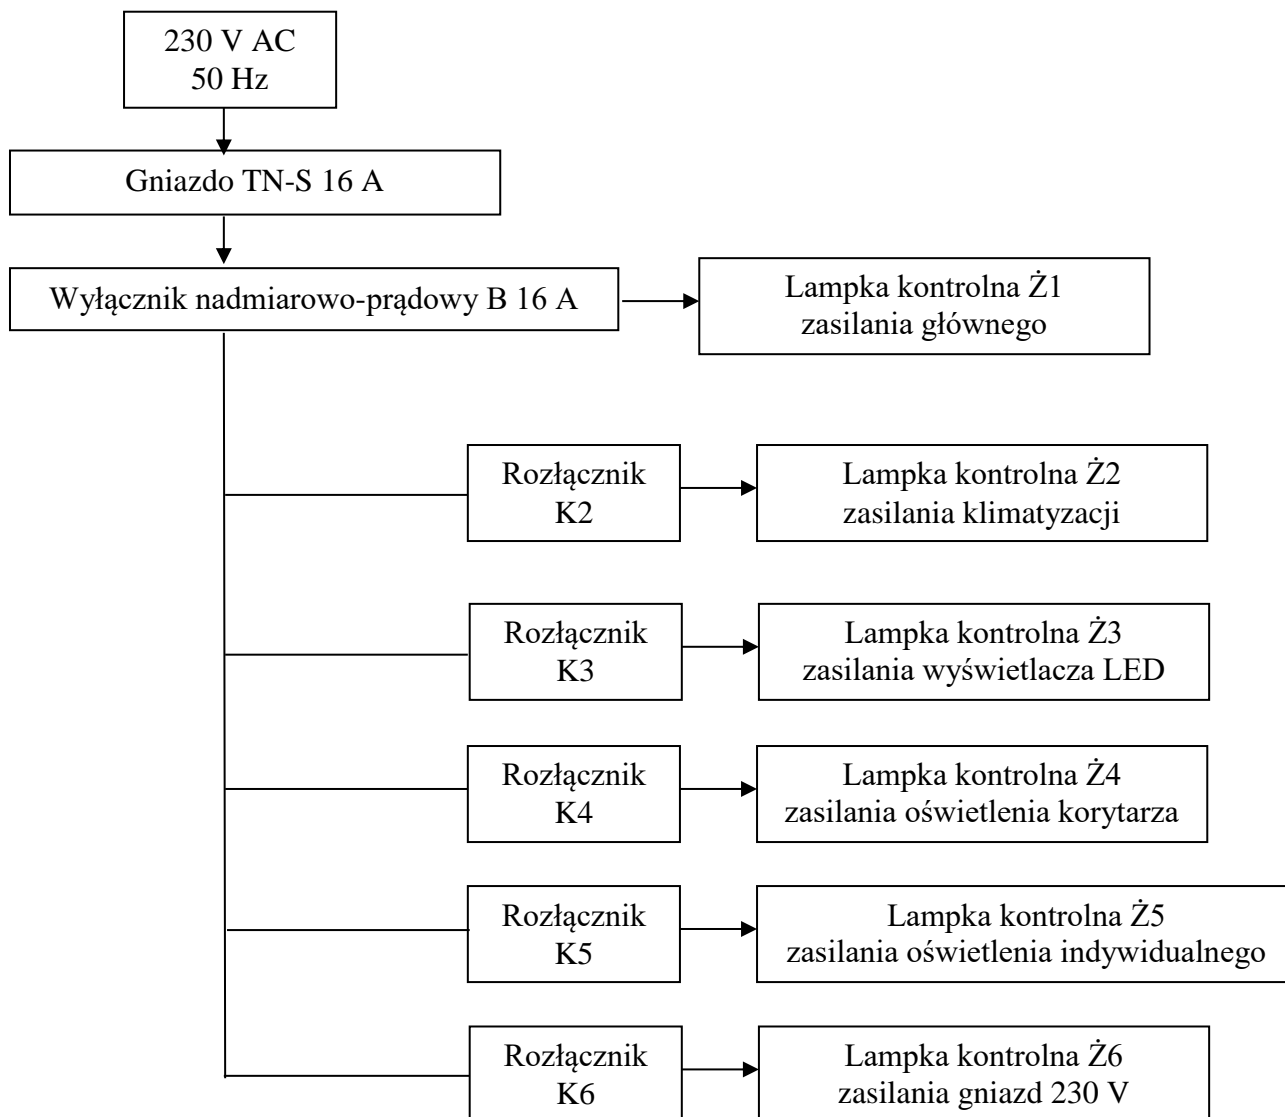 230 V AC
50 Hz
Gniazdo TN-S 16 A
Wyłącznik nadmiarowo-prądowy B 16 A
Lampka kontrolna Ż1
zasilania głównego
Rozłącznik
K2
Lampka kontrolna Ż2
zasilania klimatyzacji
Rozłącznik
K3
Lampka kontrolna Ż3
zasilania wyświetlacza LED
Rozłącznik
K4
Lampka kontrolna Ż4
zasilania oświetlenia korytarza
Rozłącznik
K5
Lampka kontrolna Ż5
zasilania oświetlenia indywidualnego
Rozłącznik
K6
Lampka kontrolna Ż6
zasilania gniazd 230 V